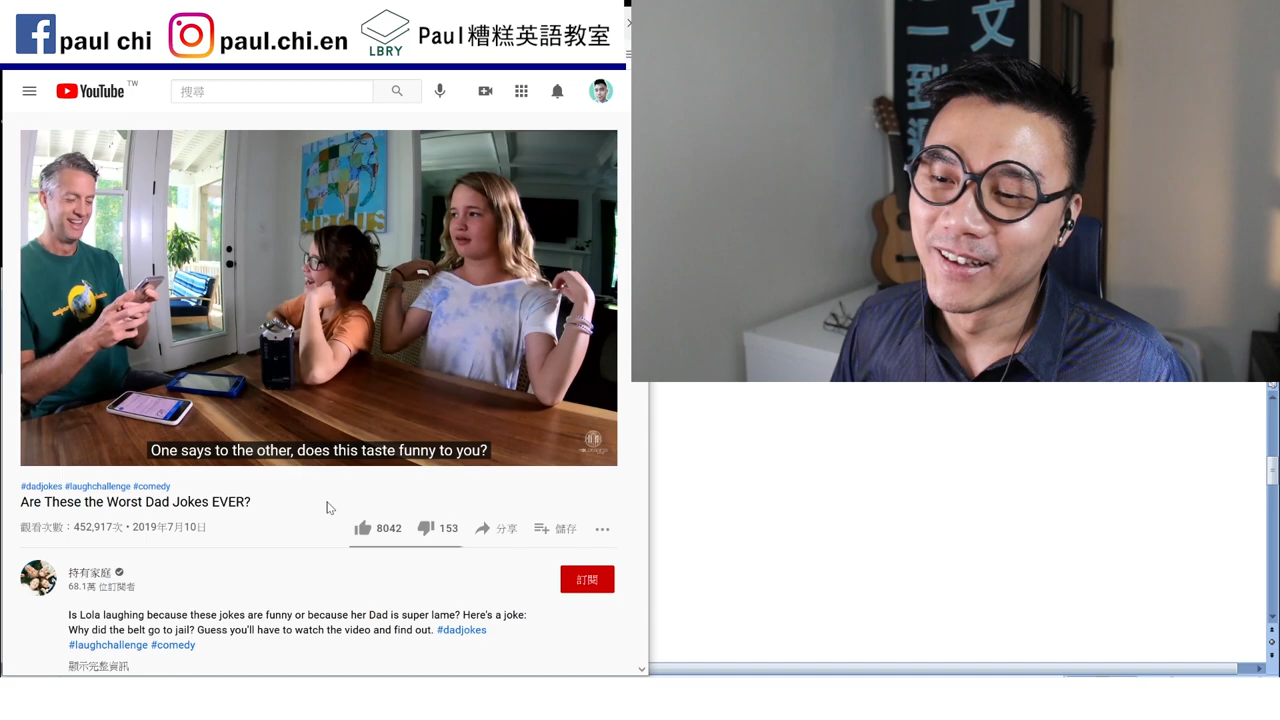 paul chi
paul.chi.en
LBRY
Paul糟糕英語教室
文
一
到
YouTube TW
搜尋
CIRCUS
One says to the other, does this taste funny to you?
#dadjokes #laughchallenge #comedy
Are These the Worst Dad Jokes EVER?
觀看次數：452,917次 • 2019年7月10日
8042
153
分享
儲存
持有家庭
68.1萬 位訂閱者
訂閱
Is Lola laughing because these jokes are funny or because her Dad is super lame? Here's a joke:
Why did the belt go to jail? Guess you'll have to watch the video and find out. #dadjokes
#laughchallenge #comedy
顯示完整資訊